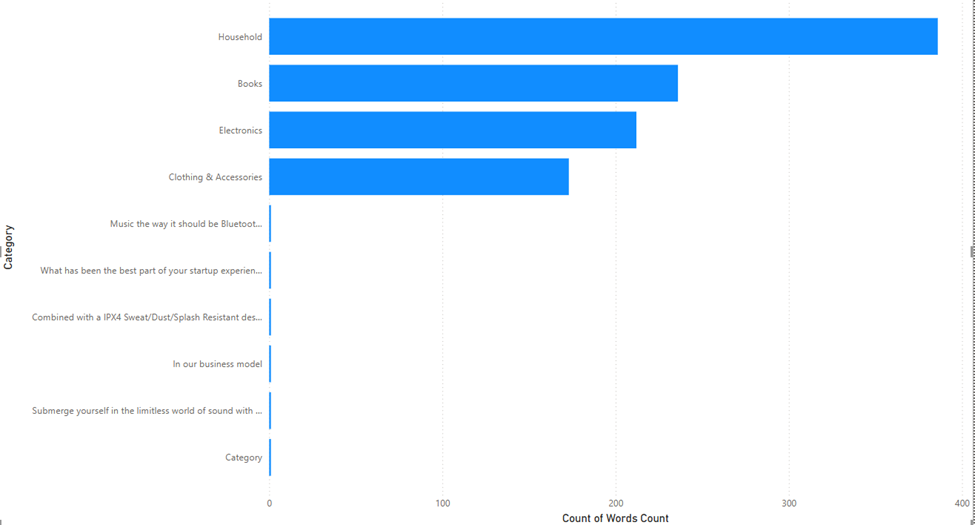 Household
Books
Electronics
Clothing & Accessories
Music the way it should be Bluetoot...
What has been the best part of your startup experien...
Combined with a IPX4 Sweat/Dust/Splash Resistant des...
In our business model
Submerge yourself in the limitless world of sound with ...
Category
Category
0 100 200 300 400
Count of Words Count